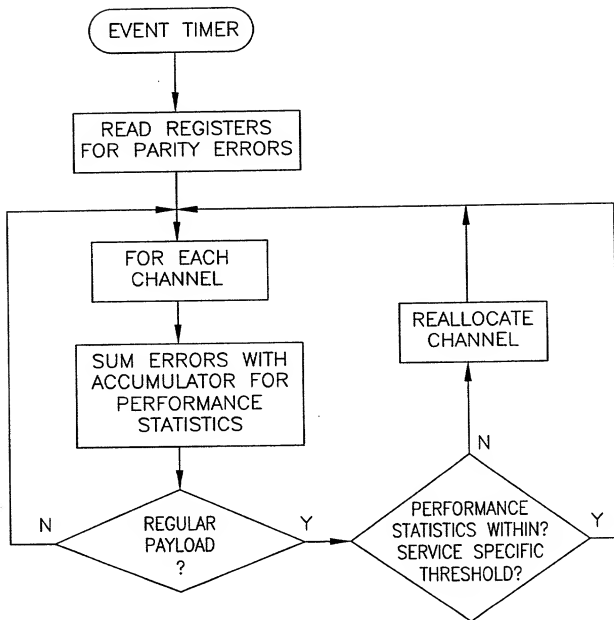 EVENT TIMER
READ REGISTERS
FOR PARITY ERRORS
FOR EACH
CHANNEL
REALLOCATE
CHANNEL
SUM ERRORS WITH
ACCUMULATOR FOR
PERFORMANCE
STATISTICS
N
REGULAR
PAYLOAD
?
Y
N
PERFORMANCE
STATISTICS WITHIN?
SERVICE SPECIFIC
THRESHOLD?
Y